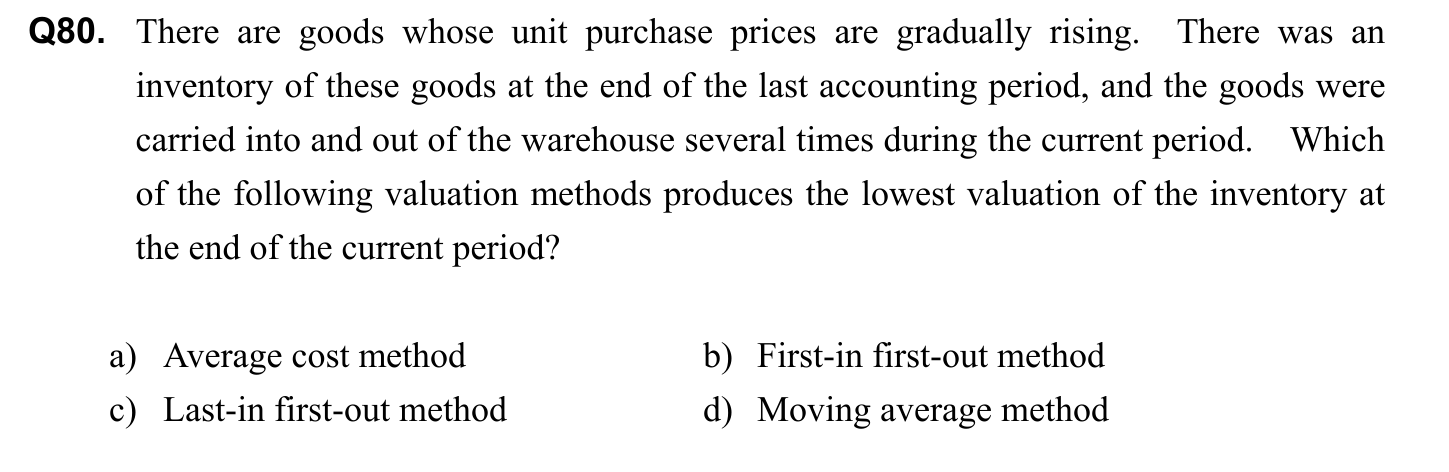 Q80. There are goods whose unit purchase prices are gradually rising. There was an
inventory of these goods at the end of the last accounting period, and the goods were
carried into and out of the warehouse several times during the current period. Which
of the following valuation methods produces the lowest valuation of the inventory at
the end of the current period?
a) Average cost method b) First-in first-out method
c) Last-in first-out method d) Moving average method